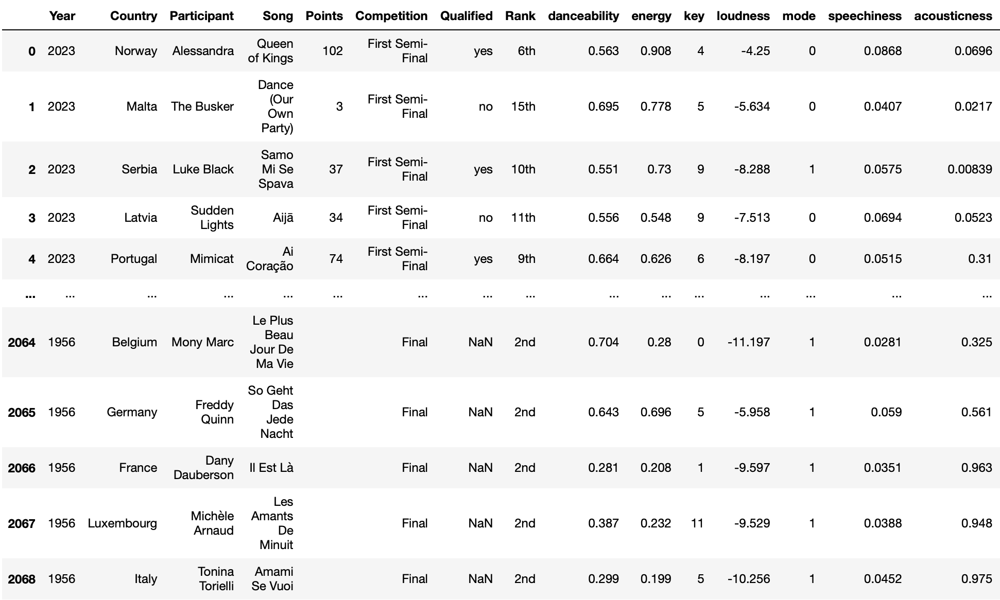 Year Country Participant Song Points Competition Qualified Rank danceability energy key loudness mode speechiness acousticness
0 2023 Norway Alessandra Queen of Kings 102 First Semi-Final yes 6th 0.563 0.908 4 -4.25 0 0.0868 0.0696
1 2023 Malta The Busker Dance (Our Own Party) 3 First Semi-Final no 15th 0.695 0.778 5 -5.634 0 0.0407 0.0217
2 2023 Serbia Luke Black Samo Mi Se Spava 37 First Semi-Final yes 10th 0.551 0.73 9 -8.288 1 0.0575 0.00839
3 2023 Latvia Sudden Lights Aijā 34 First Semi-Final no 11th 0.556 0.548 9 -7.513 0 0.0694 0.0523
4 2023 Portugal Mimicat Ai Coração 74 First Semi-Final yes 9th 0.664 0.626 6 -8.197 0 0.0515 0.31
... ... ... ... ... ... ... ... ... ... ... ... ... ... ... ...
2064 1956 Belgium Mony Marc Le Plus Beau Jour De Ma Vie Final NaN 2nd 0.704 0.28 0 -11.197 1 0.0281 0.325
2065 1956 Germany Freddy Quinn So Geht Das Jede Nacht Final NaN 2nd 0.643 0.696 5 -5.958 1 0.059 0.561
2066 1956 France Dany Dauberson Il Est Là Final NaN 2nd 0.281 0.208 1 -9.597 1 0.0351 0.963
2067 1956 Luxembourg Michèle Arnaud Les Amants De Minuit Final NaN 2nd 0.387 0.232 11 -9.529 1 0.0388 0.948
2068 1956 Italy Tonina Torielli Amami Se Vuoi Final NaN 2nd 0.299 0.199 5 -10.256 1 0.0452 0.975